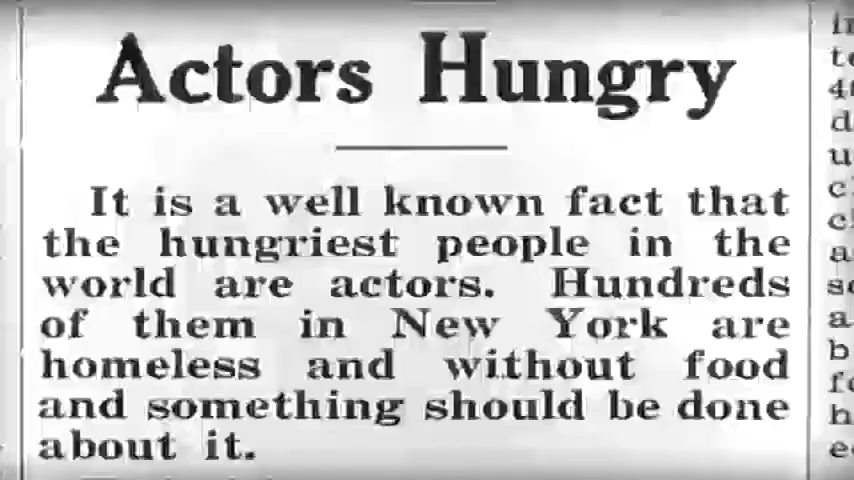 Actors Hungry
It is a well known fact that
the hungriest people in the
world are actors. Hundreds
of them in New York are
homeless and without food
and something should be done
about it.